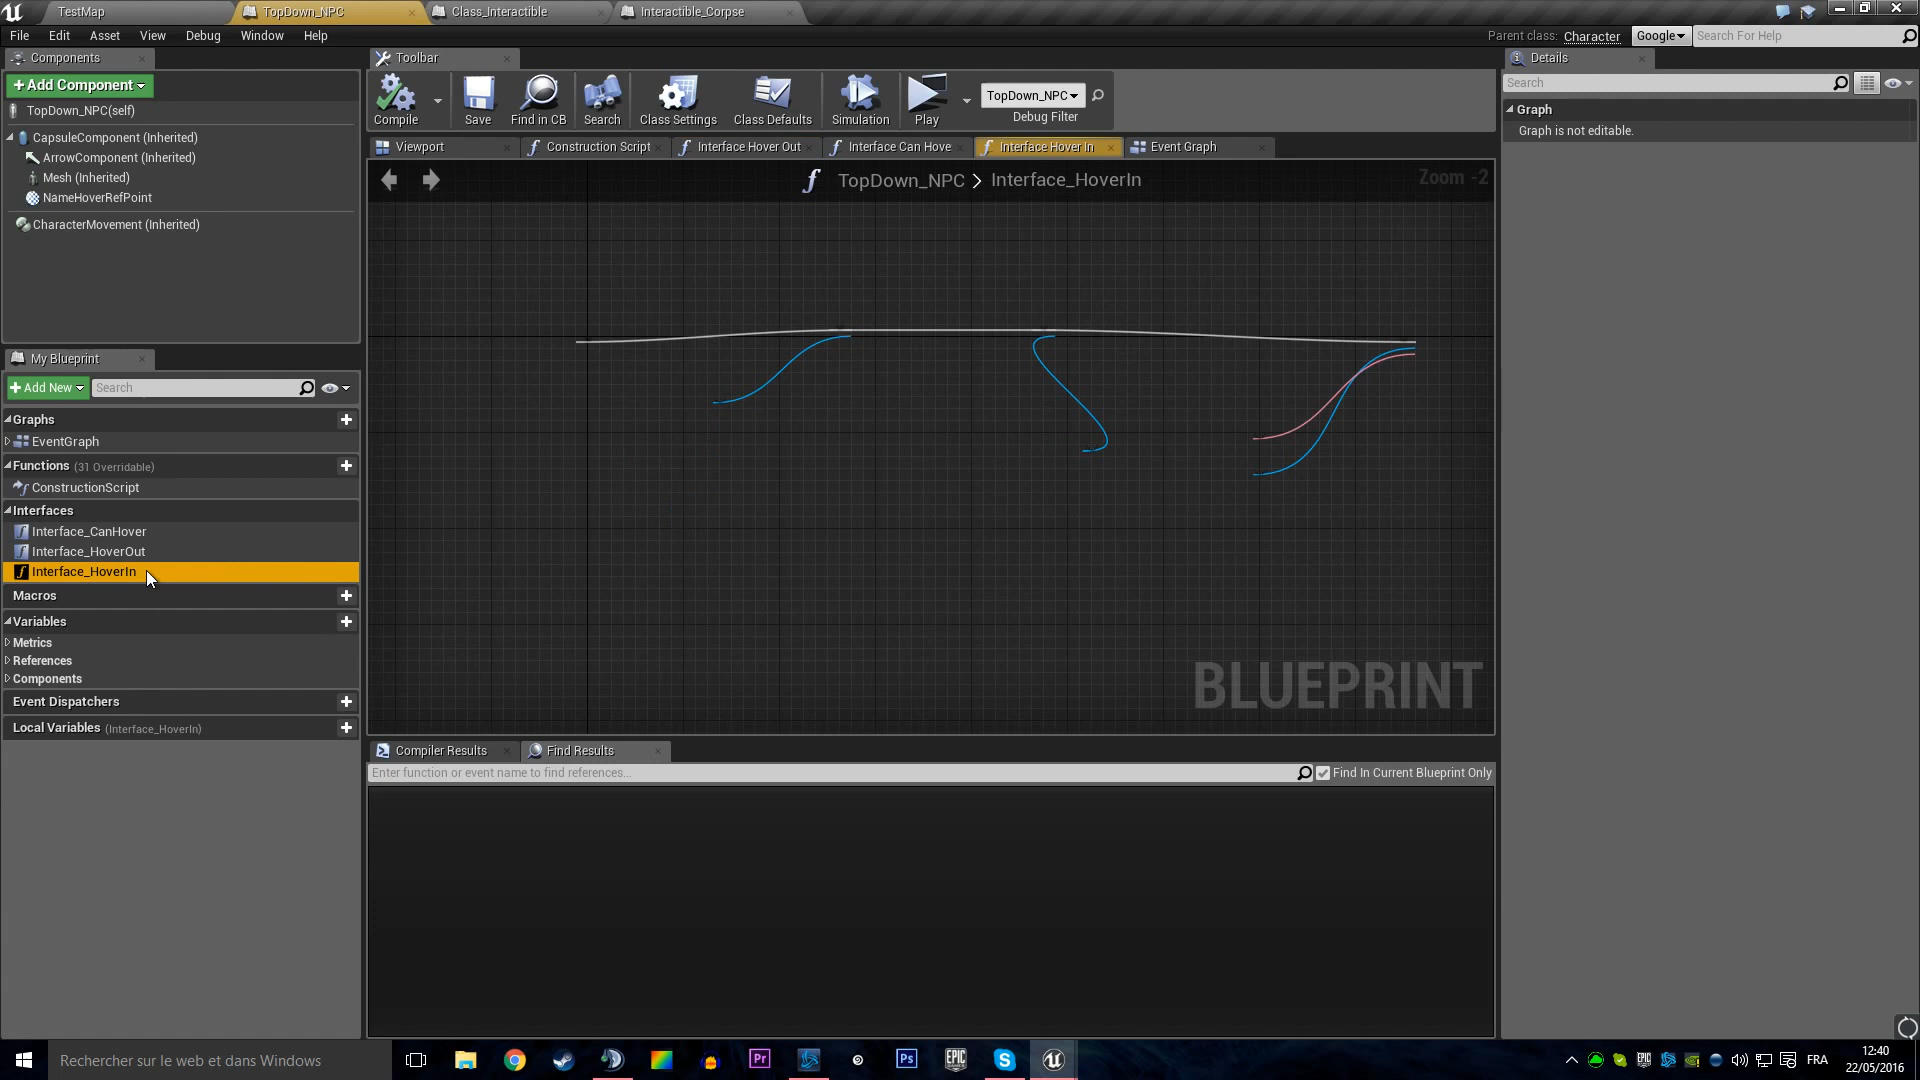 TestMap
TopDown_NPC
Class_Interactible
Interactible_Corpse
File Edit Asset View Debug Window Help
Parent class: Character
Google
Search For Help
Components
Add Component
TopDown_NPC(self)
CapsuleComponent (Inherited)
ArrowComponent (Inherited)
Mesh (Inherited)
NameHoverRefPoint
CharacterMovement (Inherited)
My Blueprint
Add New
Search
Graphs
EventGraph
Functions (31 Overridable)
ConstructionScript
Interfaces
Interface_CanHover
Interface_HoverOut
Interface_HoverIn
Macros
Variables
Metrics
References
Components
Event Dispatchers
Local Variables (Interface_HoverIn)
Toolbar
Compile
Save
Find in CB
Search
Class Settings
Class Defaults
Simulation
Play
TopDown_NPC
Debug Filter
Viewport
Construction Script
Interface Hover Out
Interface Can Hove
Interface Hover In
Event Graph
TopDown_NPC > Interface_HoverIn
Zoom -2
BLUEPRINT
Compiler Results
Find Results
Enter function or event name to find references...
Find In Current Blueprint Only
Details
Search
Graph
Graph is not editable.
Rechercher sur le web et dans Windows
Pr
Ps
EPIC GAMES
FRA
12:40
22/05/2016